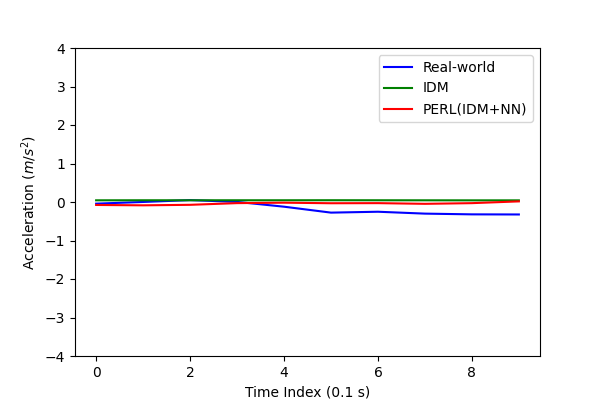 Real-world
IDM
PERL(IDM+NN)
4
3
2
1
0
−1
−2
−3
−4
Acceleration (m/s²)
0 2 4 6 8
Time Index (0.1 s)